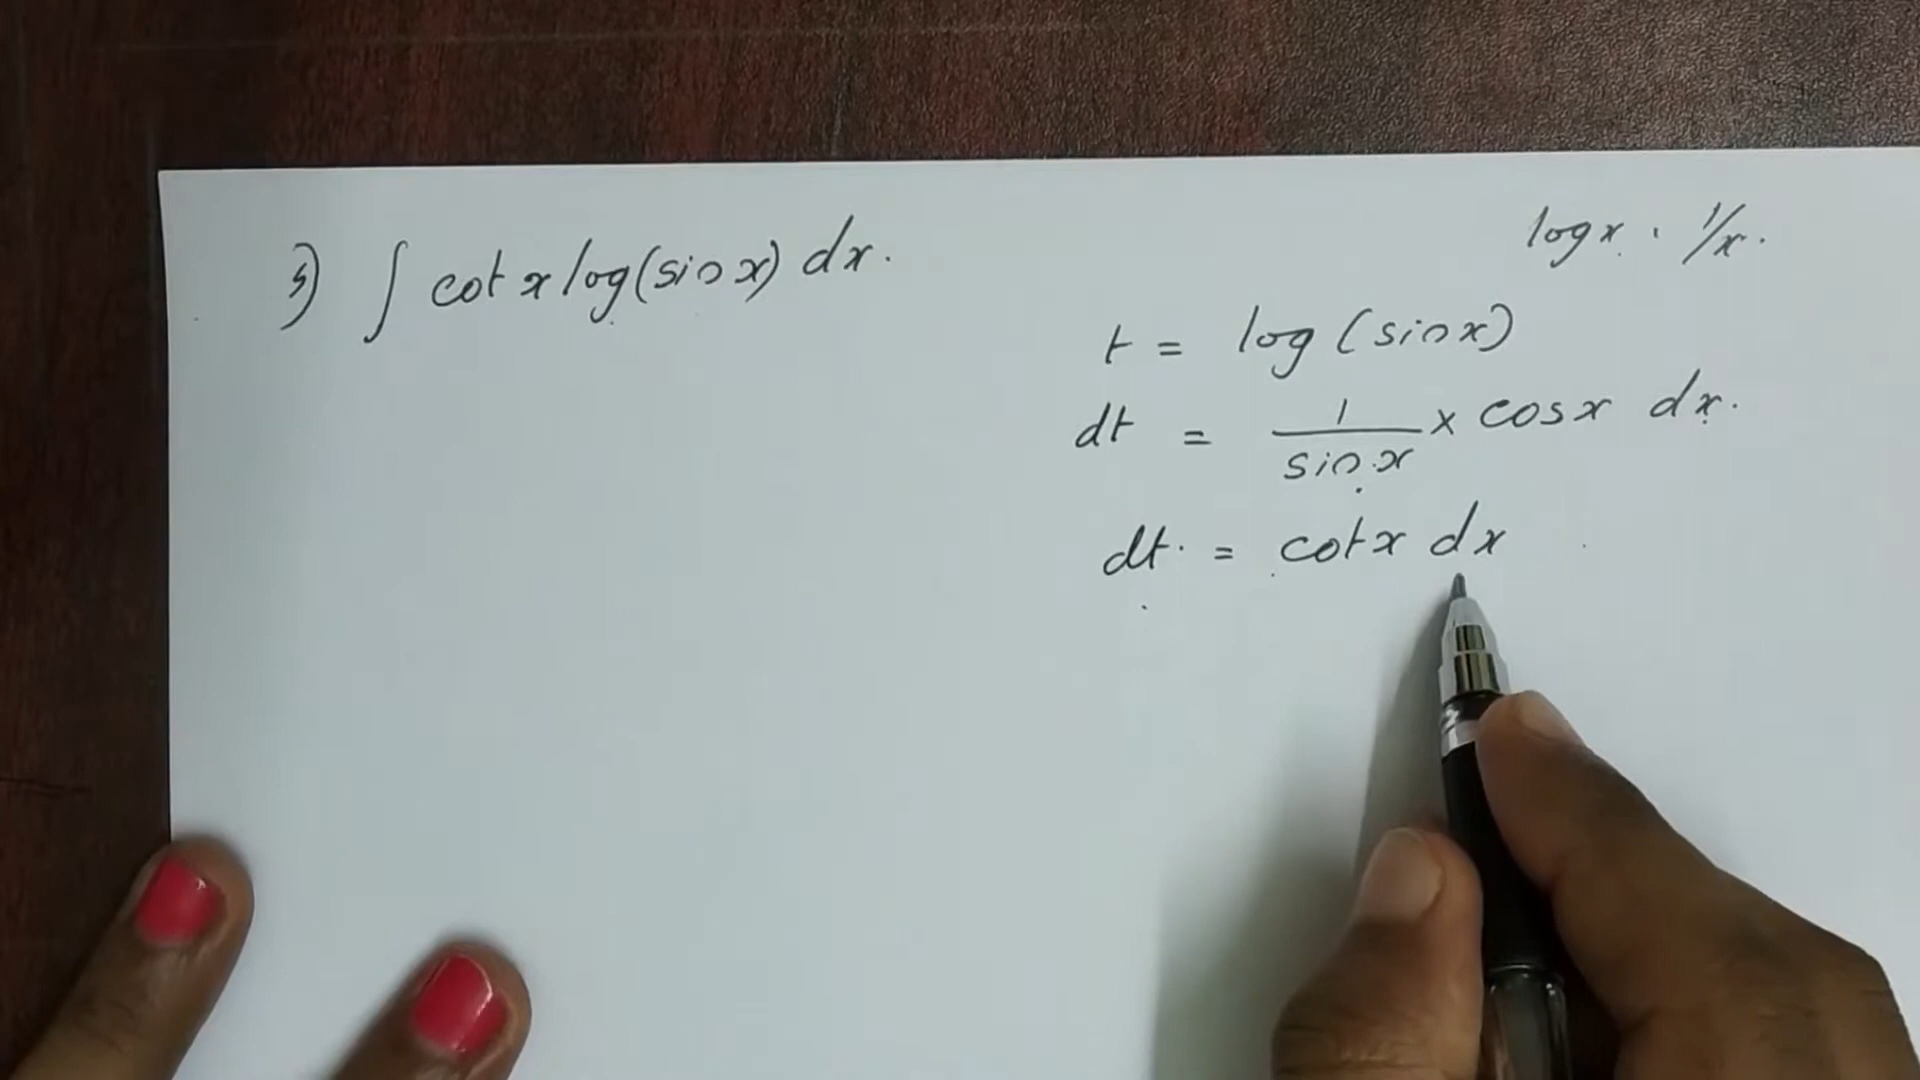 3) ∫ cot x log(sin x) dx.
log x . 1/x.
t = log (sin x)
dt = 1/sin x × cos x dx.
dt = cot x dx